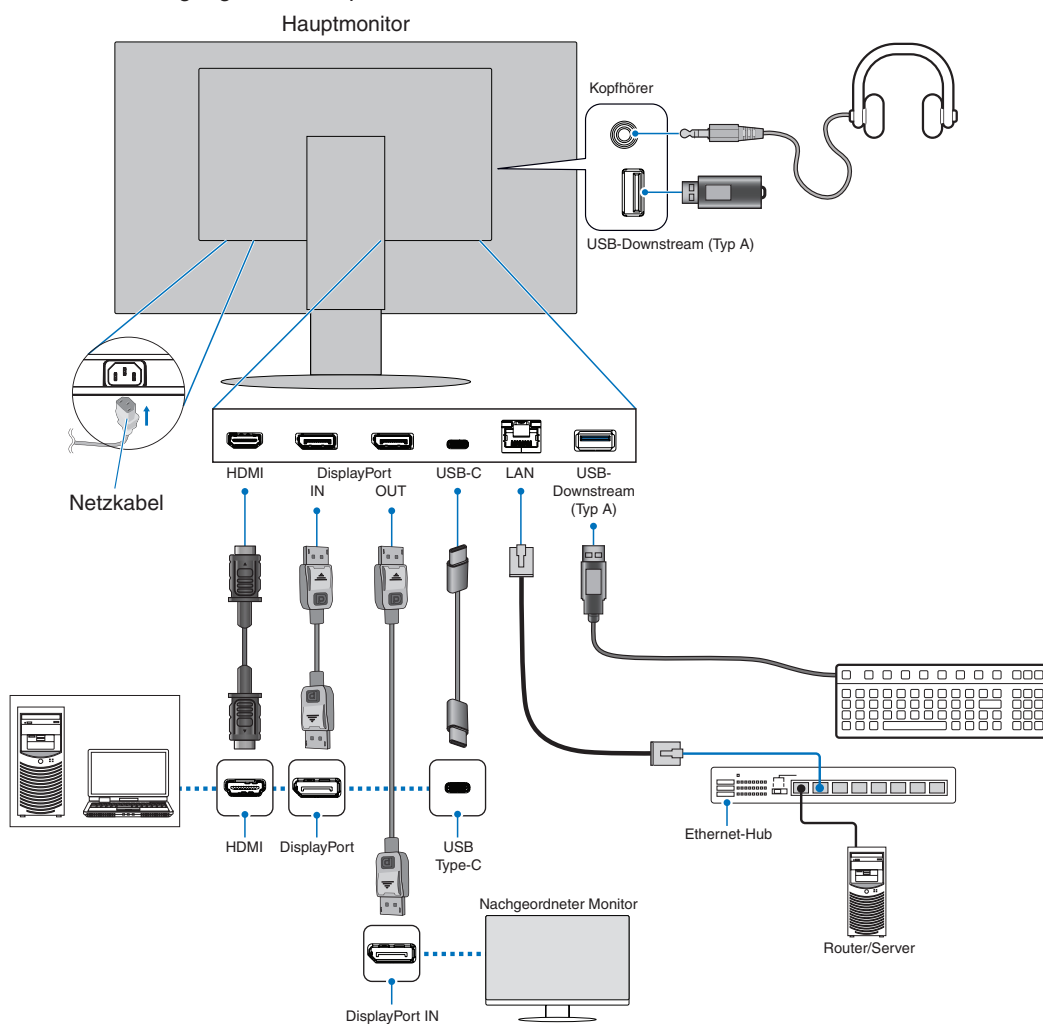 Hauptmonitor
Kopfhörer
USB-Downstream (Typ A)
Netzkabel
HDMI
DisplayPort
IN
OUT
USB-C
LAN
USB-
Downstream
(Typ A)
HDMI
DisplayPort
USB
Type-C
Ethernet-Hub
Router/Server
Nachgeordneter Monitor
DisplayPort IN